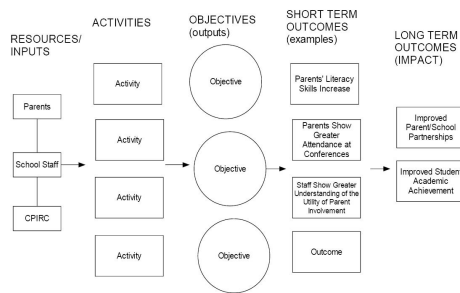 RESOURCES/
INPUTS
ACTIVITIES
OBJECTIVES
(outputs)
SHORT TERM
OUTCOMES
(examples)
LONG TERM
OUTCOMES
(IMPACT)
Parents
School Staff
CPIRC
Activity
Activity
Activity
Activity
Objective
Objective
Objective
Parents' Literacy
Skills Increase
Parents Show
Greater
Attendance at
Conferences
Staff Show Greater
Understanding of the
Utility of Parent
Involvement
Outcome
Improved
Parent/School
Partnerships
Improved Student
Academic
Achievement